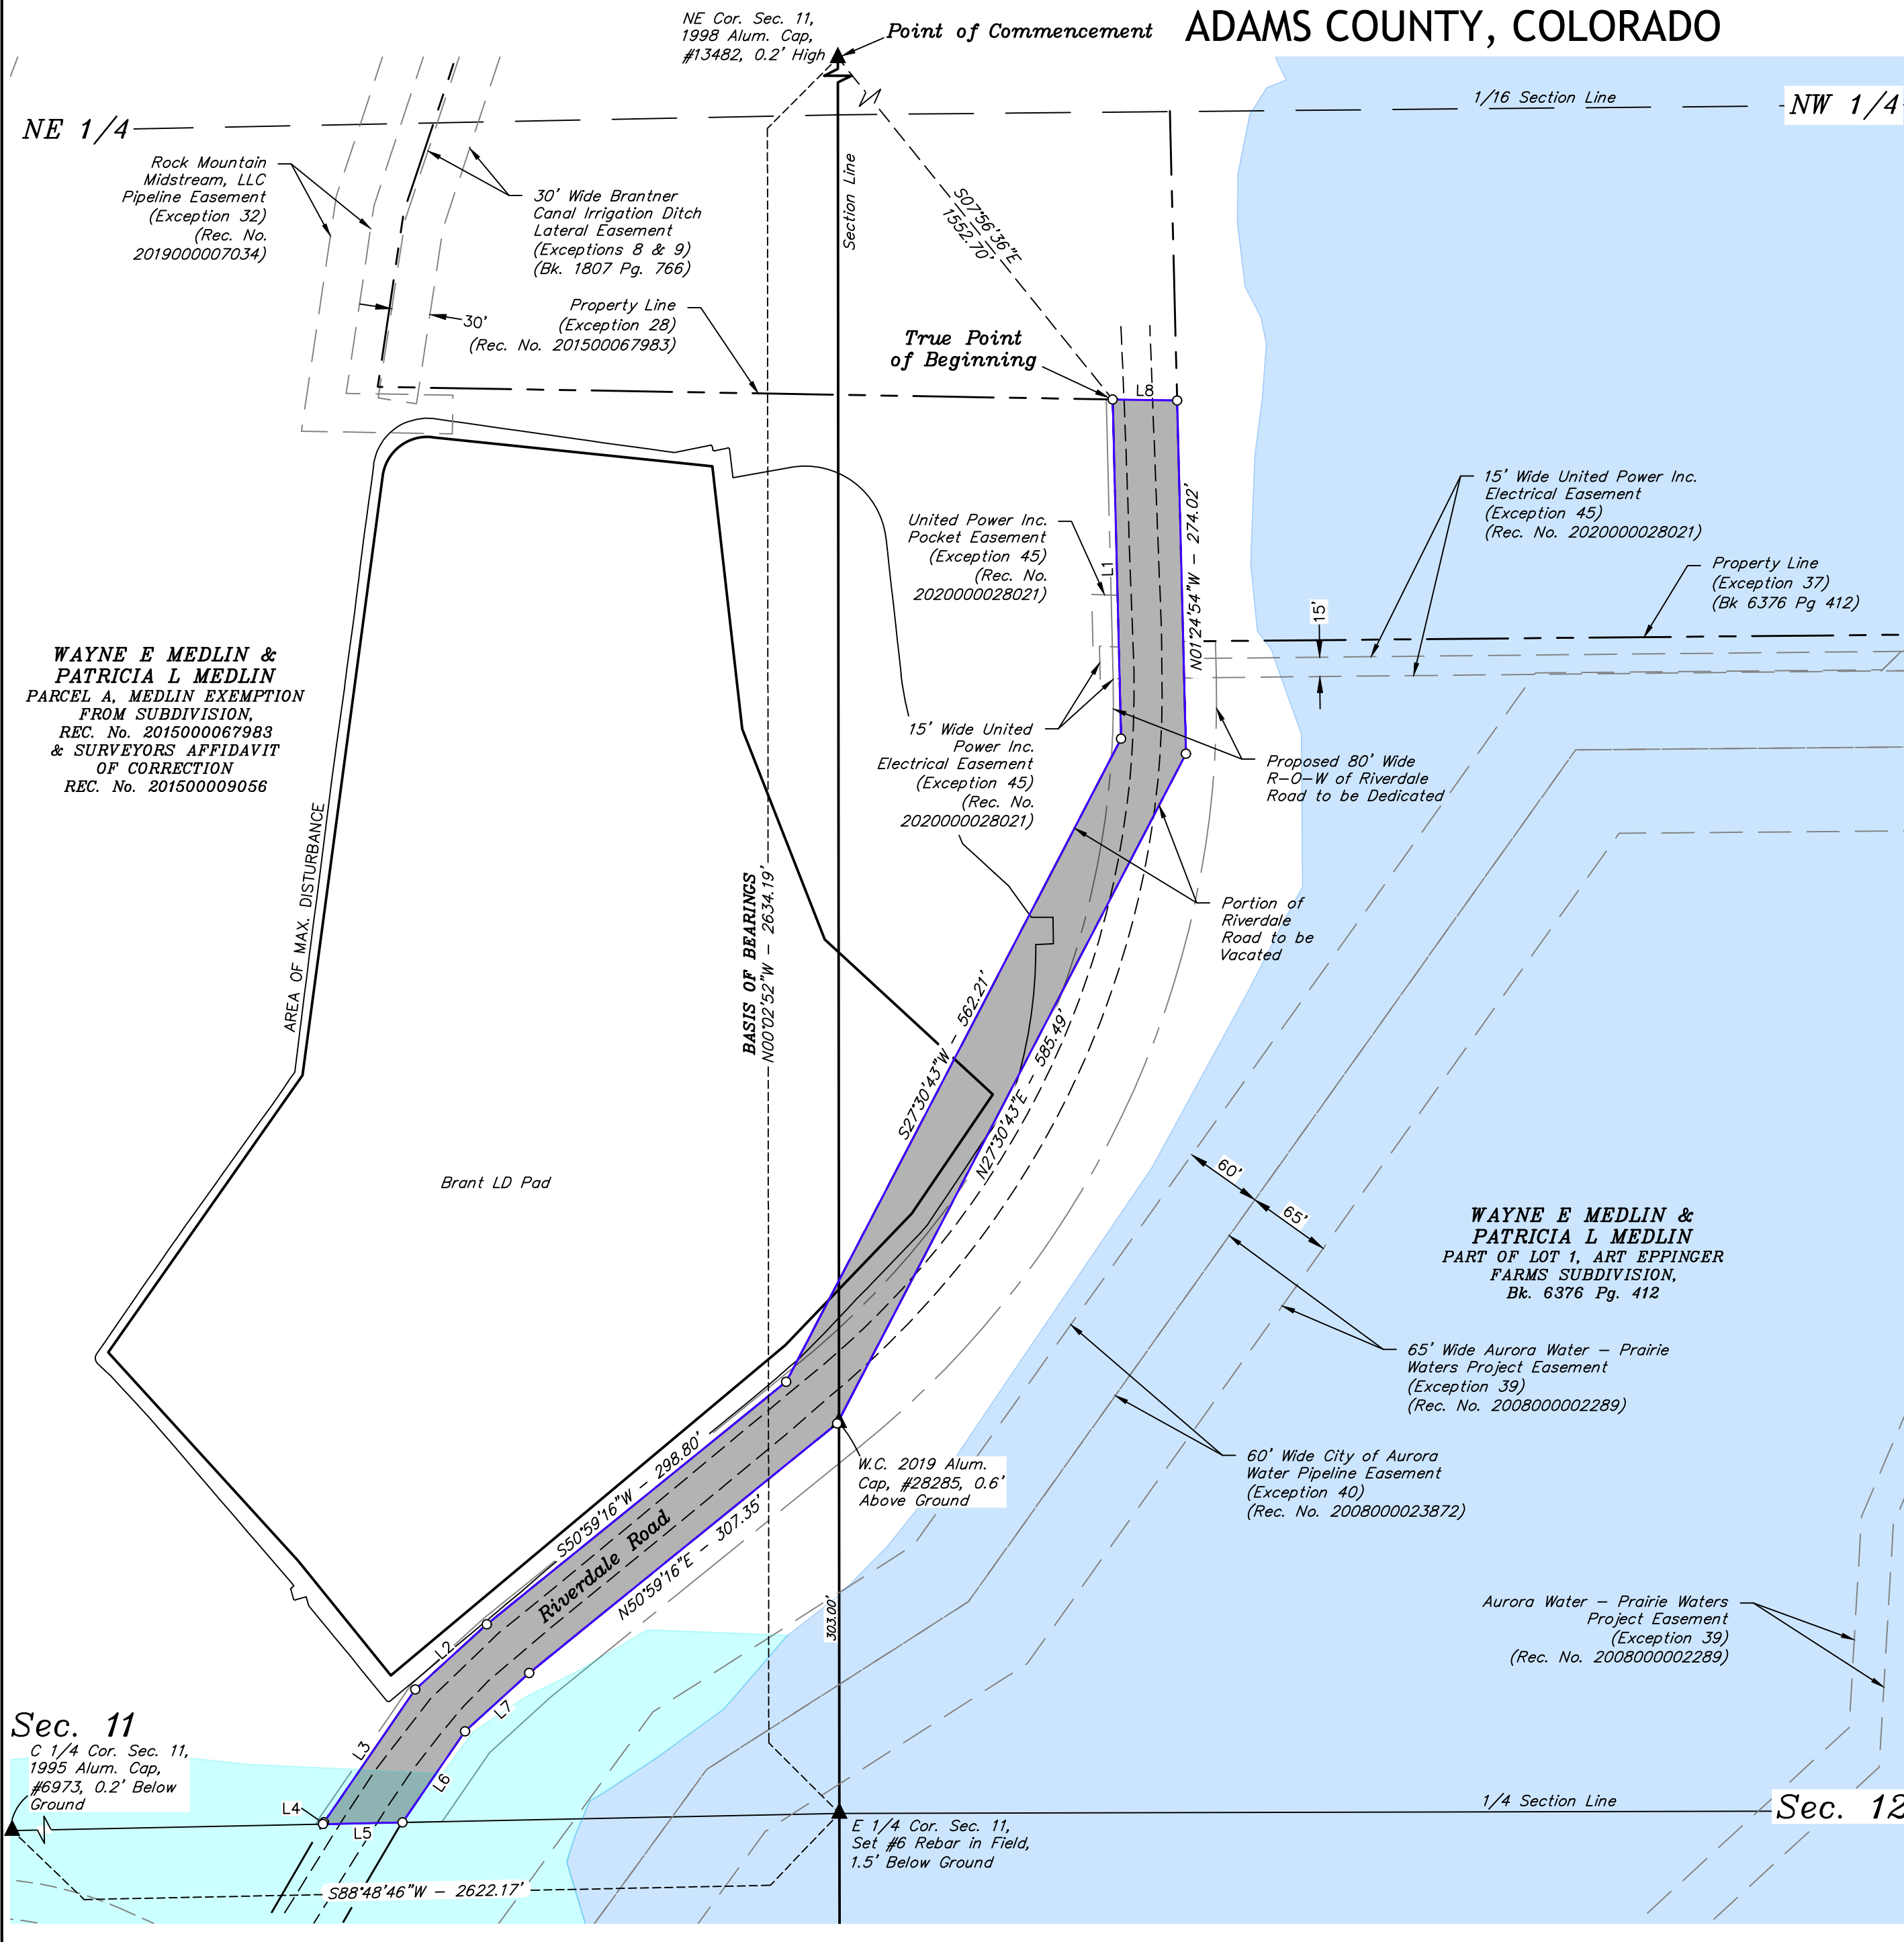 ADAMS COUNTY, COLORADO
NE Cor. Sec. 11,
1998 Alum. Cap,
#13482, 0.2' High
Point of Commencement
1/16 Section Line
NE 1/4
NW 1/4
Rock Mountain
Midstream, LLC
Pipeline Easement
(Exception 32)
(Rec. No.
2019000007034)
30' Wide Brantner
Canal Irrigation Ditch
Lateral Easement
(Exceptions 8 & 9)
(Bk. 1807 Pg. 766)
Section Line
S07°56'36"E
1552.70'
30'
Property Line
(Exception 28)
(Rec. No. 201500067983)
True Point
of Beginning
L8
United Power Inc.
Pocket Easement
(Exception 45)
(Rec. No.
2020000028021)
L1
N01°24'54"W - 274.02'
15' Wide United Power Inc.
Electrical Easement
(Exception 45)
(Rec. No. 2020000028021)
15'
Property Line
(Exception 37)
(Bk 6376 Pg 412)
WAYNE E MEDLIN &
PATRICIA L MEDLIN
PARCEL A, MEDLIN EXEMPTION
FROM SUBDIVISION,
REC. No. 2015000067983
& SURVEYORS AFFIDAVIT
OF CORRECTION
REC. No. 201500009056
15' Wide United
Power Inc.
Electrical Easement
(Exception 45)
(Rec. No.
2020000028021)
Proposed 80' Wide
R-O-W of Riverdale
Road to be Dedicated
AREA OF MAX. DISTURBANCE
BASIS OF BEARINGS
N00°02'52"W - 2634.19'
Portion of
Riverdale
Road to be
Vacated
S27°30'43"W - 562.21'
N27°30'43"E - 585.49'
Brant LD Pad
60'
65'
WAYNE E MEDLIN &
PATRICIA L MEDLIN
PART OF LOT 1, ART EPPINGER
FARMS SUBDIVISION,
Bk. 6376 Pg. 412
65' Wide Aurora Water - Prairie
Waters Project Easement
(Exception 39)
(Rec. No. 2008000002289)
S50°59'16"W - 298.80'
Riverdale Road
N50°59'16"E - 307.35'
W.C. 2019 Alum.
Cap, #28285, 0.6'
Above Ground
60' Wide City of Aurora
Water Pipeline Easement
(Exception 40)
(Rec. No. 2008000023872)
303.00'
Aurora Water - Prairie Waters
Project Easement
(Exception 39)
(Rec. No. 2008000002289)
L2
L7
L3
L6
L4
L5
Sec. 11
C 1/4 Cor. Sec. 11,
1995 Alum. Cap,
#6973, 0.2' Below
Ground
1/4 Section Line
Sec. 12
E 1/4 Cor. Sec. 11,
Set #6 Rebar in Field,
1.5' Below Ground
S88°48'46"W - 2622.17'